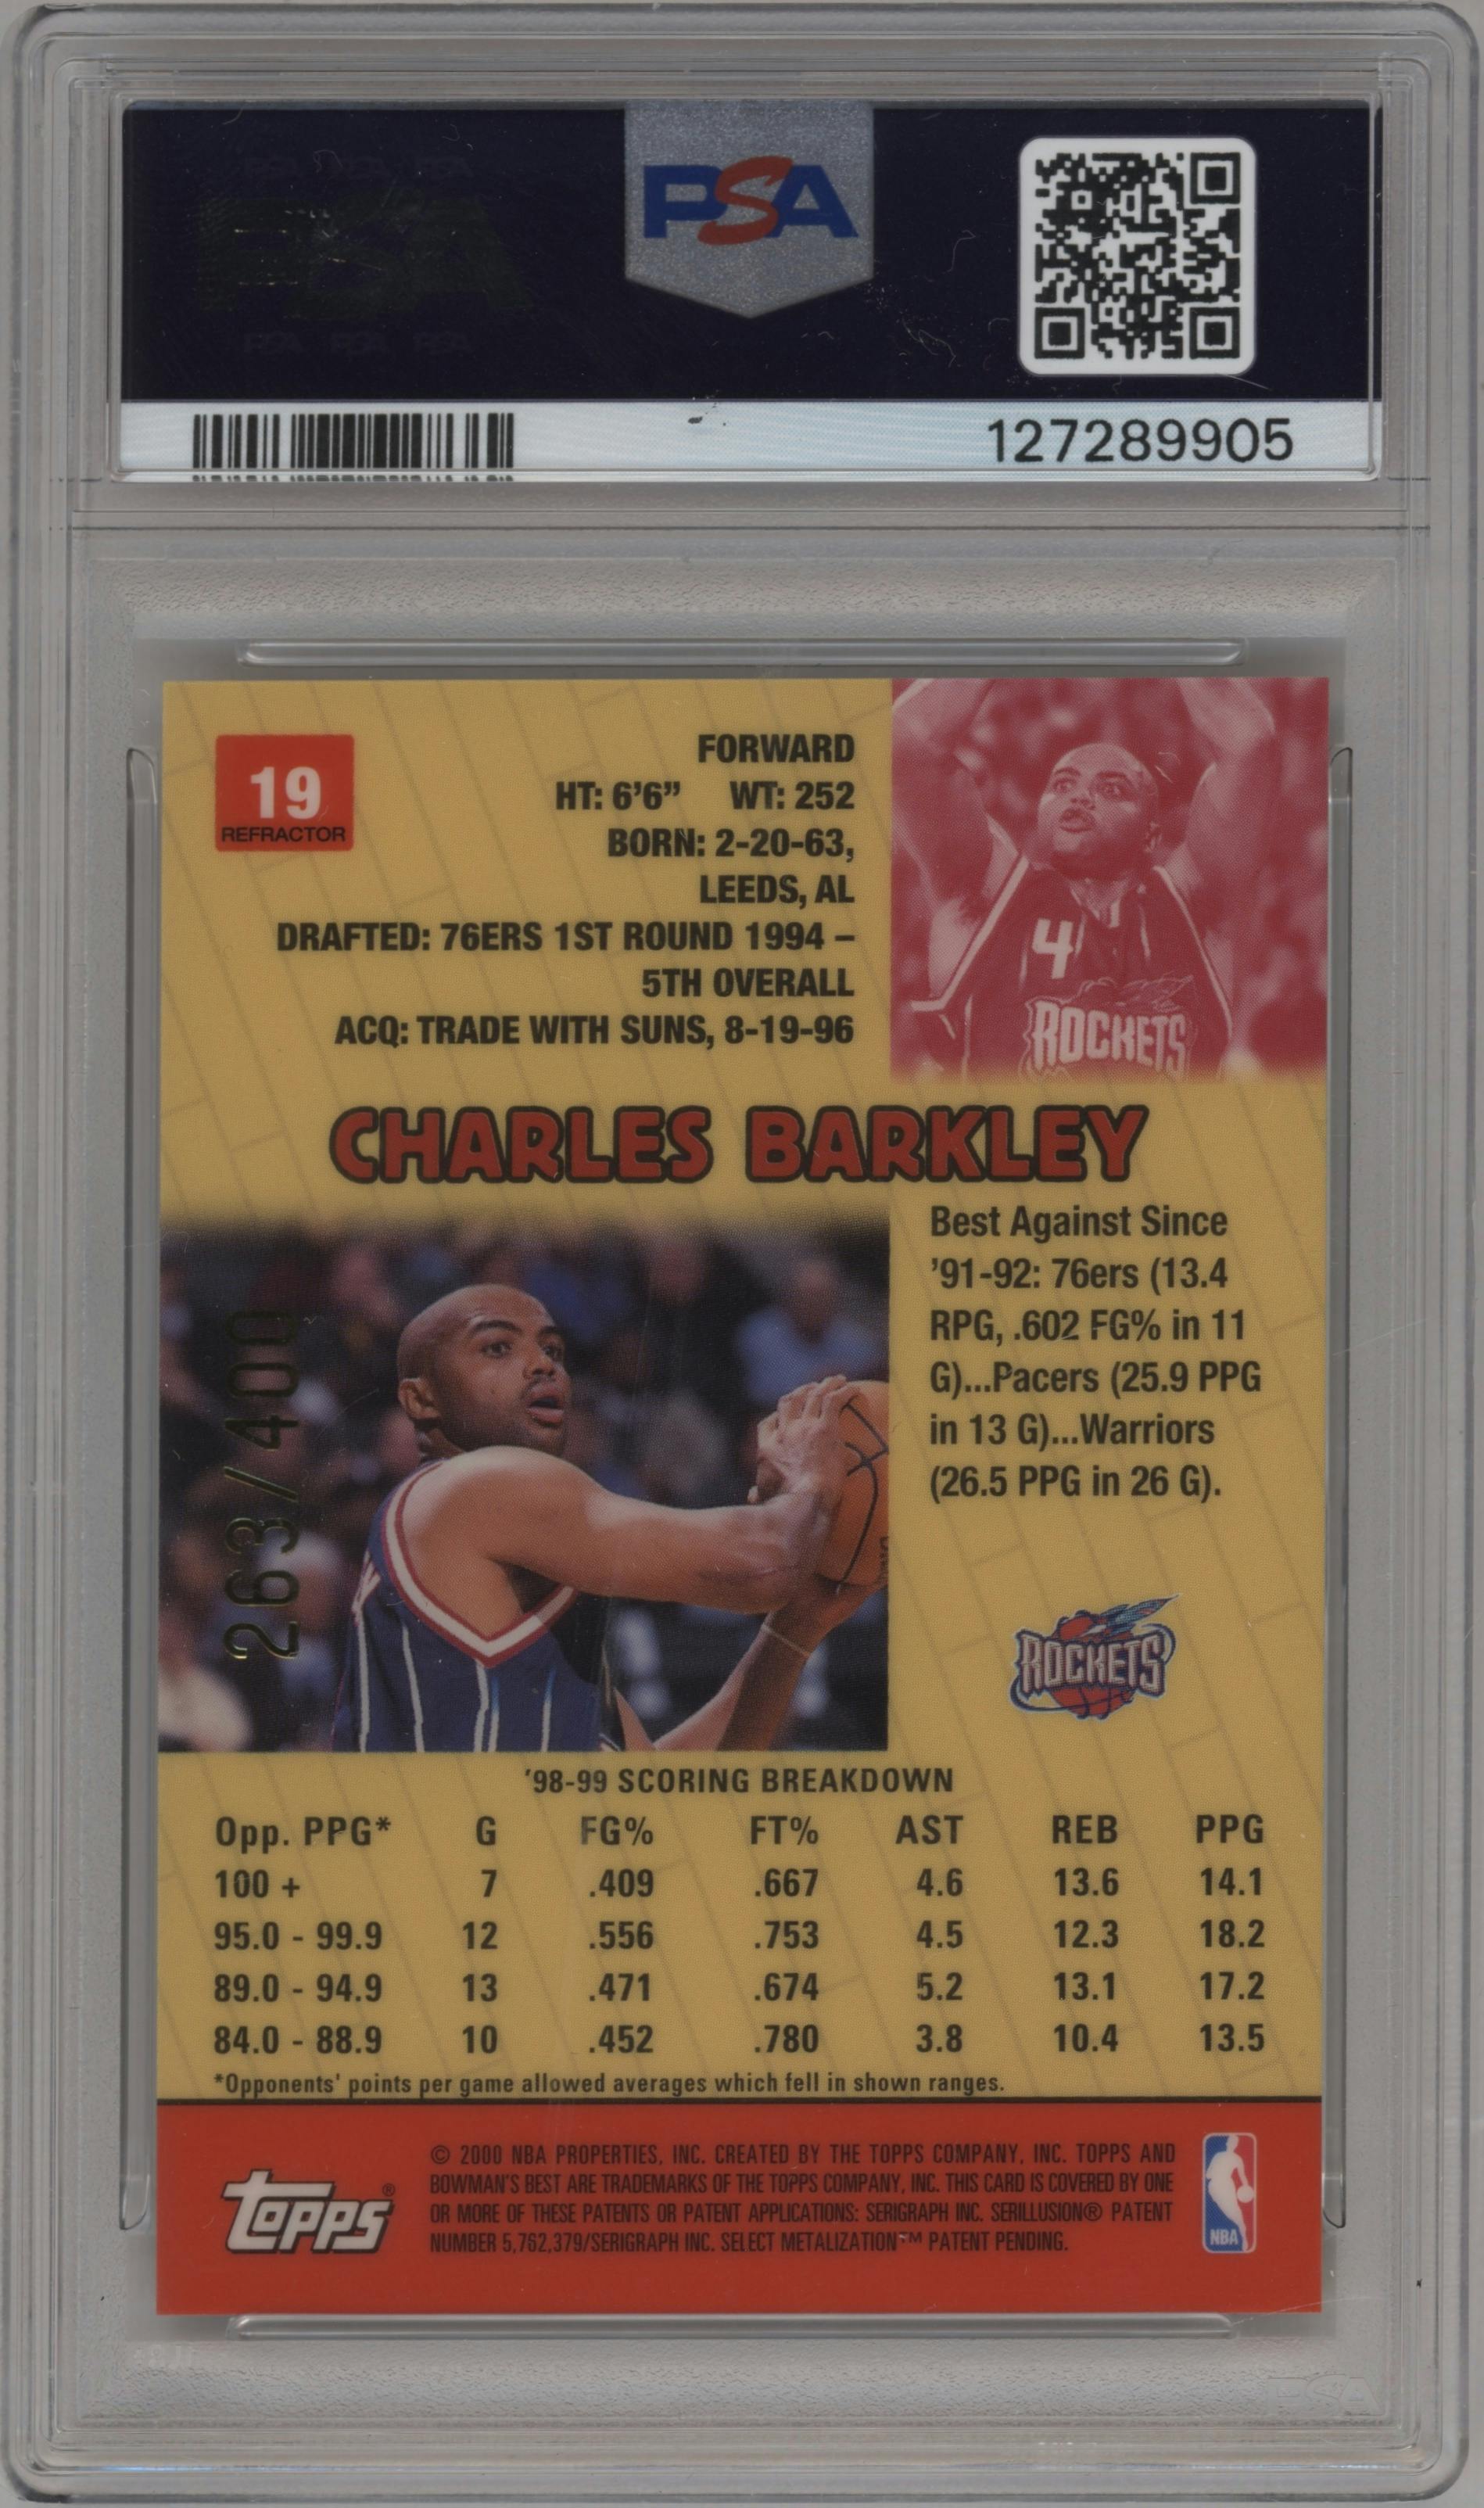 PSA
127289905
19
REFRACTOR
FORWARD
HT: 6’6” WT: 252
BORN: 2-20-63,
LEEDS, AL
DRAFTED: 76ERS 1ST ROUND 1994 –
5TH OVERALL
ACQ: TRADE WITH SUNS, 8-19-96
4
ROCKETS
CHARLES BARKLEY
Best Against Since
’91-92: 76ers (13.4
RPG, .602 FG% in 11
G)...Pacers (25.9 PPG
in 13 G)...Warriors
(26.5 PPG in 26 G).
263/400
ROCKETS
’98-99 SCORING BREAKDOWN
Opp. PPG* G FG% FT% AST REB PPG
100 + 7 .409 .667 4.6 13.6 14.1
95.0 - 99.9 12 .556 .753 4.5 12.3 18.2
89.0 - 94.9 13 .471 .674 5.2 13.1 17.2
84.0 - 88.9 10 .452 .780 3.8 10.4 13.5
*Opponents’ points per game allowed averages which fell in shown ranges.
topps®
© 2000 NBA PROPERTIES, INC. CREATED BY THE TOPPS COMPANY, INC. TOPPS AND
BOWMAN’S BEST ARE TRADEMARKS OF THE TOPPS COMPANY, INC. THIS CARD IS COVERED BY ONE
OR MORE OF THESE PATENTS OR PATENT APPLICATIONS: SERIGRAPH INC. SERILLUSION® PATENT
NUMBER 5,762,379/SERIGRAPH INC. SELECT METALIZATION™ PATENT PENDING.
NBA